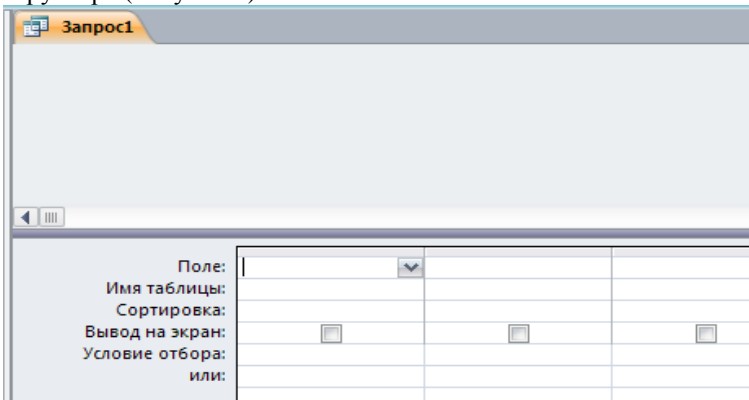 Запрос1
Поле:
Имя таблицы:
Сортировка:
Вывод на экран:
Условие отбора:
или: